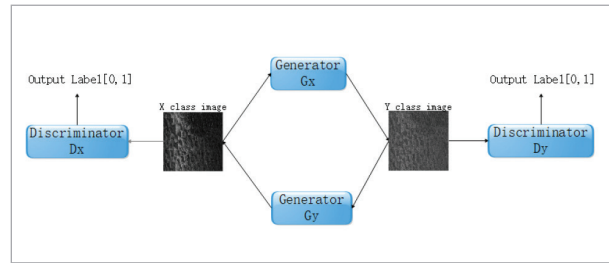 Generator
Gx
Output Label[0,1]
Output Label[0,1]
X class image
Y class image
Discriminator
Dx
Discriminator
Dy
Generator
Gy